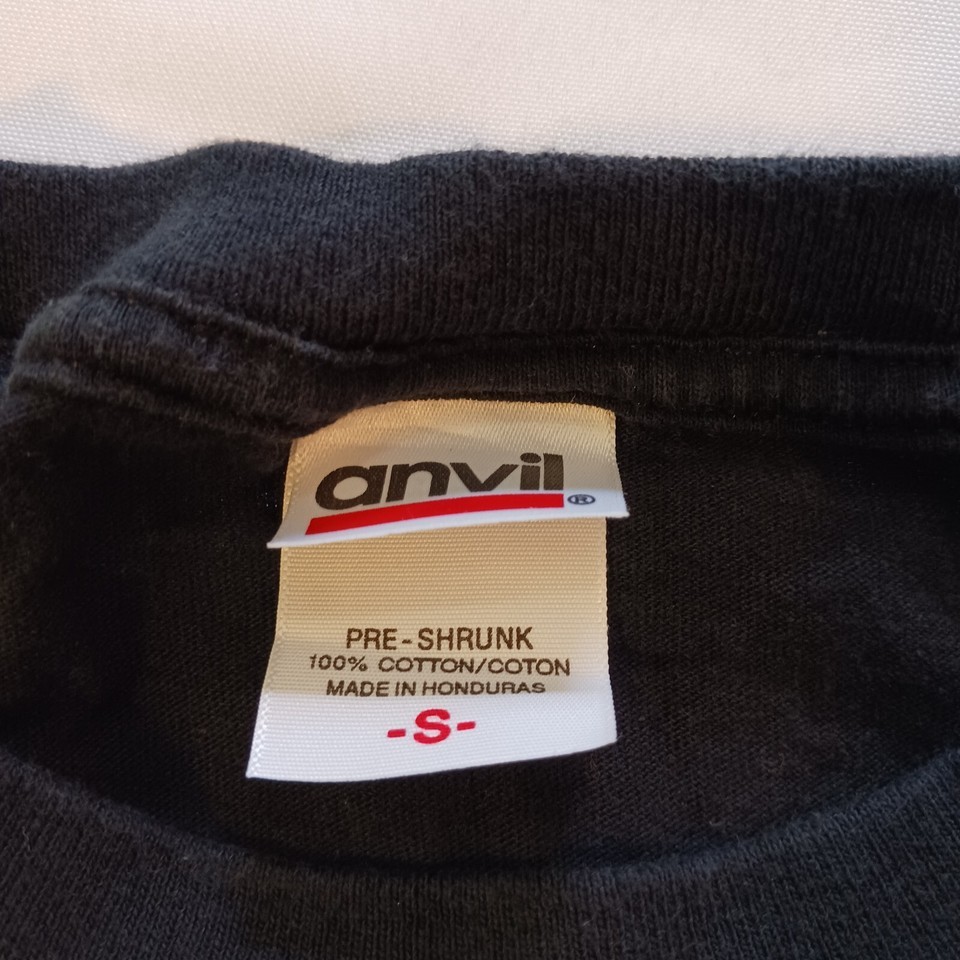 anvil®
PRE-SHRUNK
100% COTTON/COTON
MADE IN HONDURAS
-S-